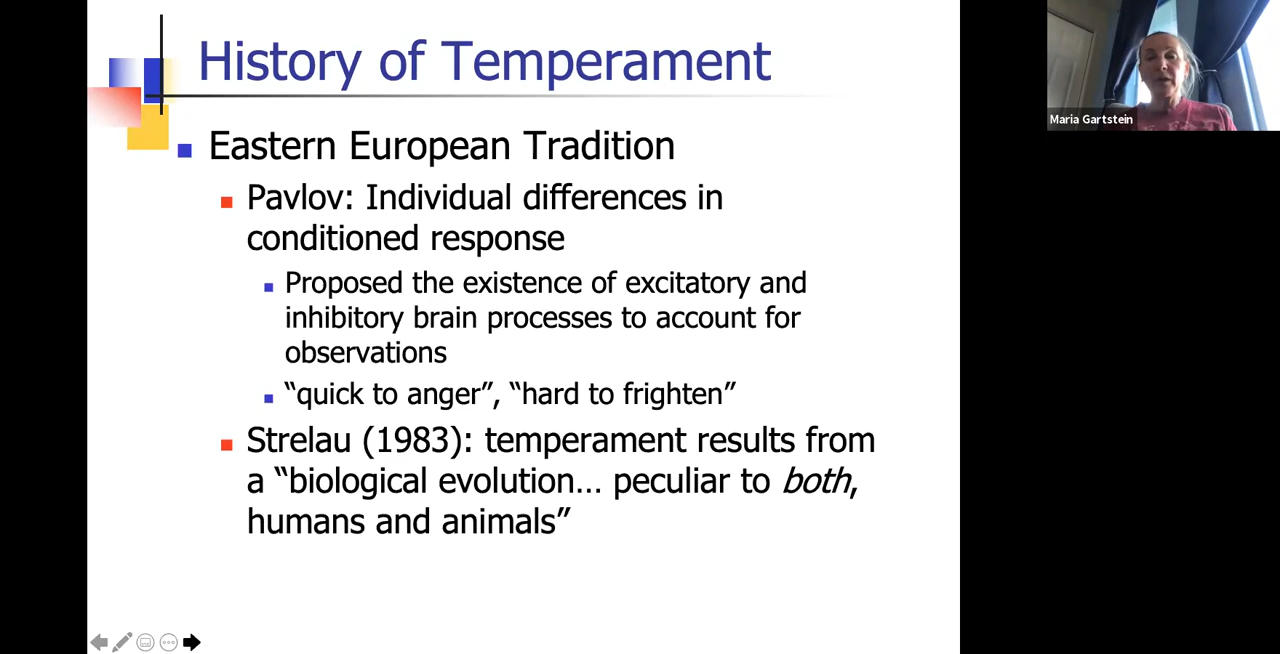 History of Temperament
Eastern European Tradition
Pavlov: Individual differences in
conditioned response
Proposed the existence of excitatory and
inhibitory brain processes to account for
observations
“quick to anger”, “hard to frighten”
Strelau (1983): temperament results from
a “biological evolution… peculiar to both,
humans and animals”
Maria Gartstein